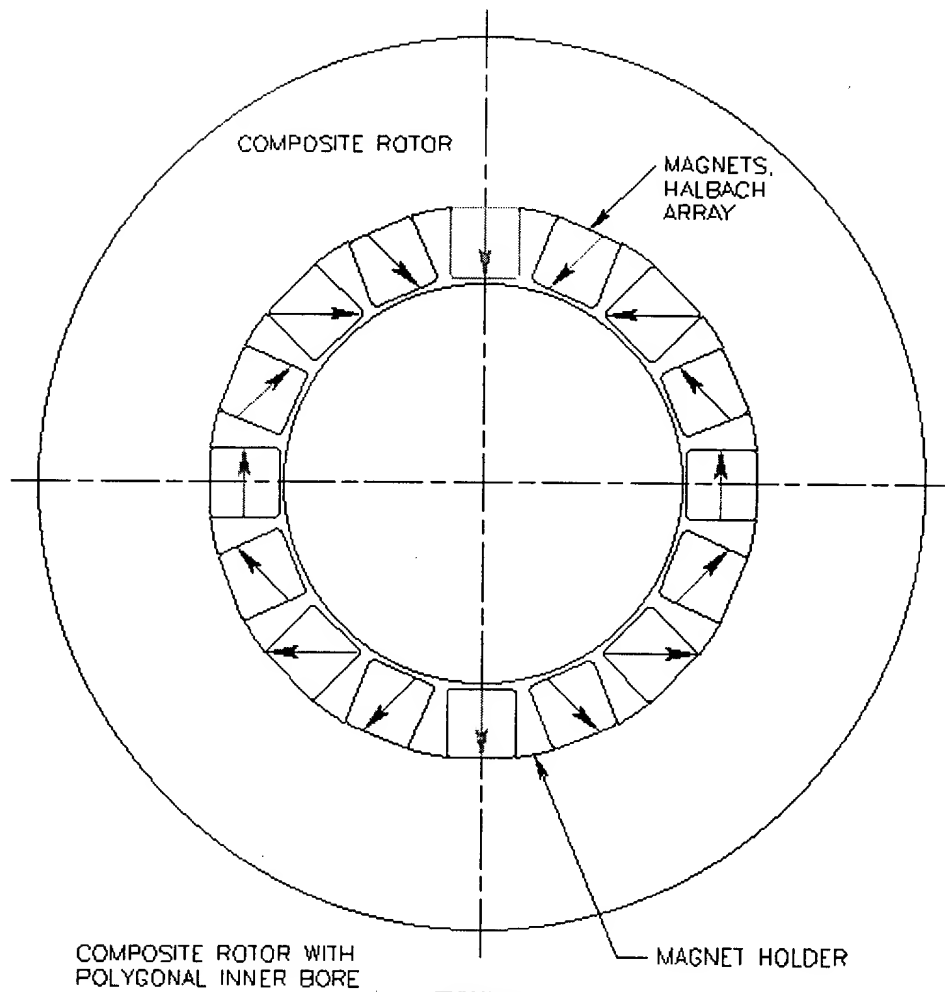 COMPOSITE ROTOR
MAGNETS,
HALBACH
ARRAY
COMPOSITE ROTOR WITH
POLYGONAL INNER BORE
MAGNET HOLDER